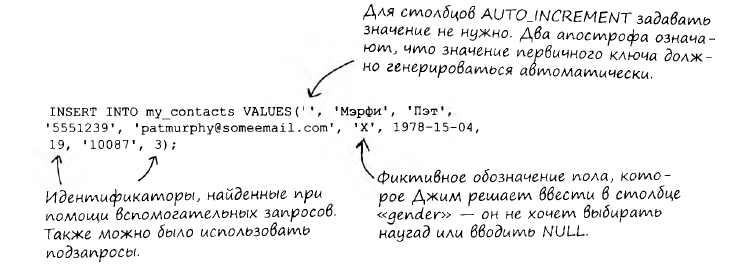 Для столбцов AUTO_INCREMENT задавать
значение не нужно. Два апострофа означа-
ют, что значение первичного ключа долж-
но генерироваться автоматически.
INSERT INTO my_contacts VALUES('', 'Мэрфи', 'Пэт',
'5551239', 'patmurphy@someemail.com', 'X', 1978-15-04,
19, '10087', 3);
Идентификаторы, найденные при
помощи вспомогательных запросов.
Также можно было использовать
подзапросы.
Фиктивное обозначение пола, кото-
рое Джим решает ввести в столбце
«gender» — он не хочет выбирать
наугад или вводить NULL.